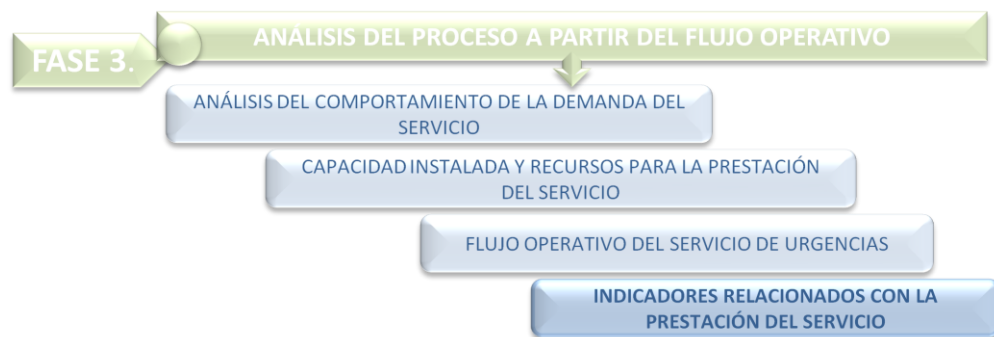 ANÁLISIS DEL PROCESO A PARTIR DEL FLUJO OPERATIVO
FASE 3.
ANÁLISIS DEL COMPORTAMIENTO DE LA DEMANDA DEL
SERVICIO
CAPACIDAD INSTALADA Y RECURSOS PARA LA PRESTACIÓN
DEL SERVICIO
FLUJO OPERATIVO DEL SERVICIO DE URGENCIAS
INDICADORES RELACIONADOS CON LA
PRESTACIÓN DEL SERVICIO